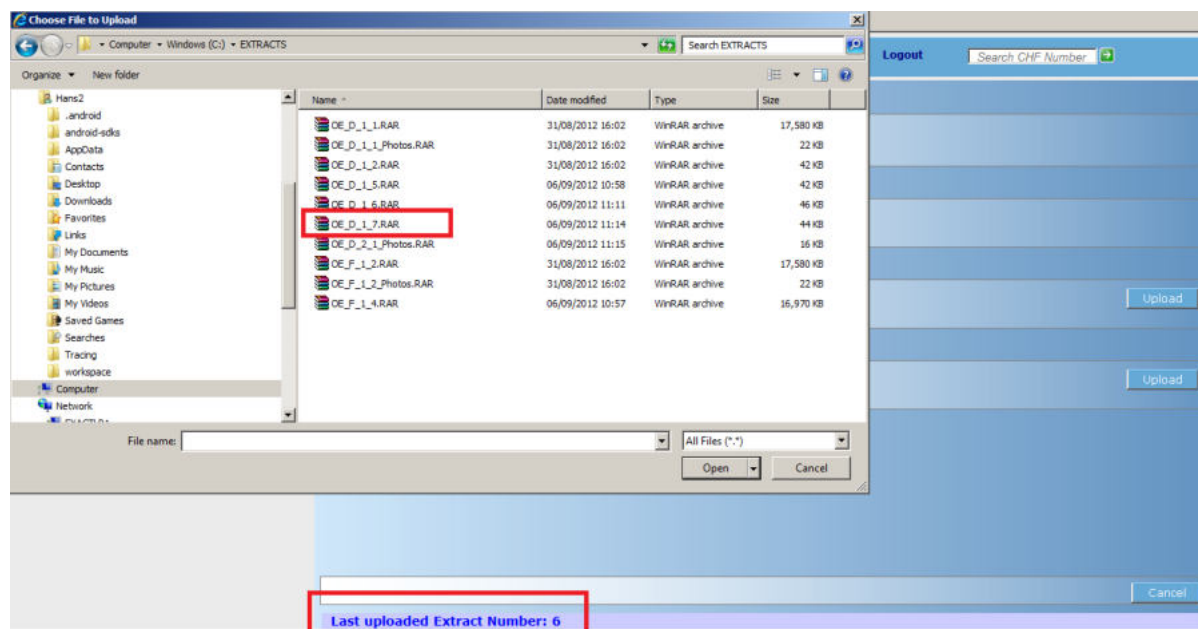 Choose File to Upload
Computer Windows (C:) EXTRACTS
Search EXTRACTS
Logout
Search CHF Number
Organize
New folder
Name Date modified Type Size
Hans2
.android
android-sdks
AppData
Contacts
Desktop
Downloads
Favorites
Links
My Documents
My Music
My Pictures
My Videos
Saved Games
Searches
Tracing
workspace
Computer
Network
OE_D_1_1.RAR 31/08/2012 16:02 WinRAR archive 17,580 KB
OE_D_1_1_Photos.RAR 31/08/2012 16:02 WinRAR archive 22 KB
OE_D_1_2.RAR 31/08/2012 16:02 WinRAR archive 42 KB
OE_D_1_5.RAR 06/09/2012 10:58 WinRAR archive 42 KB
OE_D_1_6.RAR 06/09/2012 11:11 WinRAR archive 46 KB
OE_D_1_7.RAR 06/09/2012 11:14 WinRAR archive 44 KB
OE_D_2_1_Photos.RAR 06/09/2012 11:15 WinRAR archive 16 KB
OE_F_1_2.RAR 31/08/2012 16:02 WinRAR archive 17,580 KB
OE_F_1_2_Photos.RAR 31/08/2012 16:02 WinRAR archive 22 KB
OE_F_1_4.RAR 06/09/2012 10:57 WinRAR archive 16,970 KB
Upload
Upload
File name:
All Files (*.*)
Open
Cancel
Cancel
Last uploaded Extract Number: 6